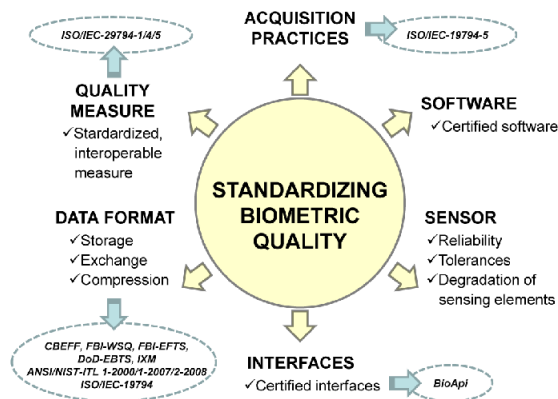 ISO/IEC-29794-1/4/5
ACQUISITION
PRACTICES
ISO/IEC-19794-5
QUALITY
MEASURE
✓Standardized,
interoperable
measure
SOFTWARE
✓Certified software
STANDARDIZING
BIOMETRIC
QUALITY
DATA FORMAT
✓Storage
✓Exchange
✓Compression
SENSOR
✓Reliability
✓Tolerances
✓Degradation of
sensing elements
CBEFF, FBI-WSQ, FBI-EFTS,
DoD-EBTS, IXM
ANSI/NIST-ITL 1-2000/1-2007/2-2008
ISO/IEC-19794
INTERFACES
✓Certified interfaces
BioApi